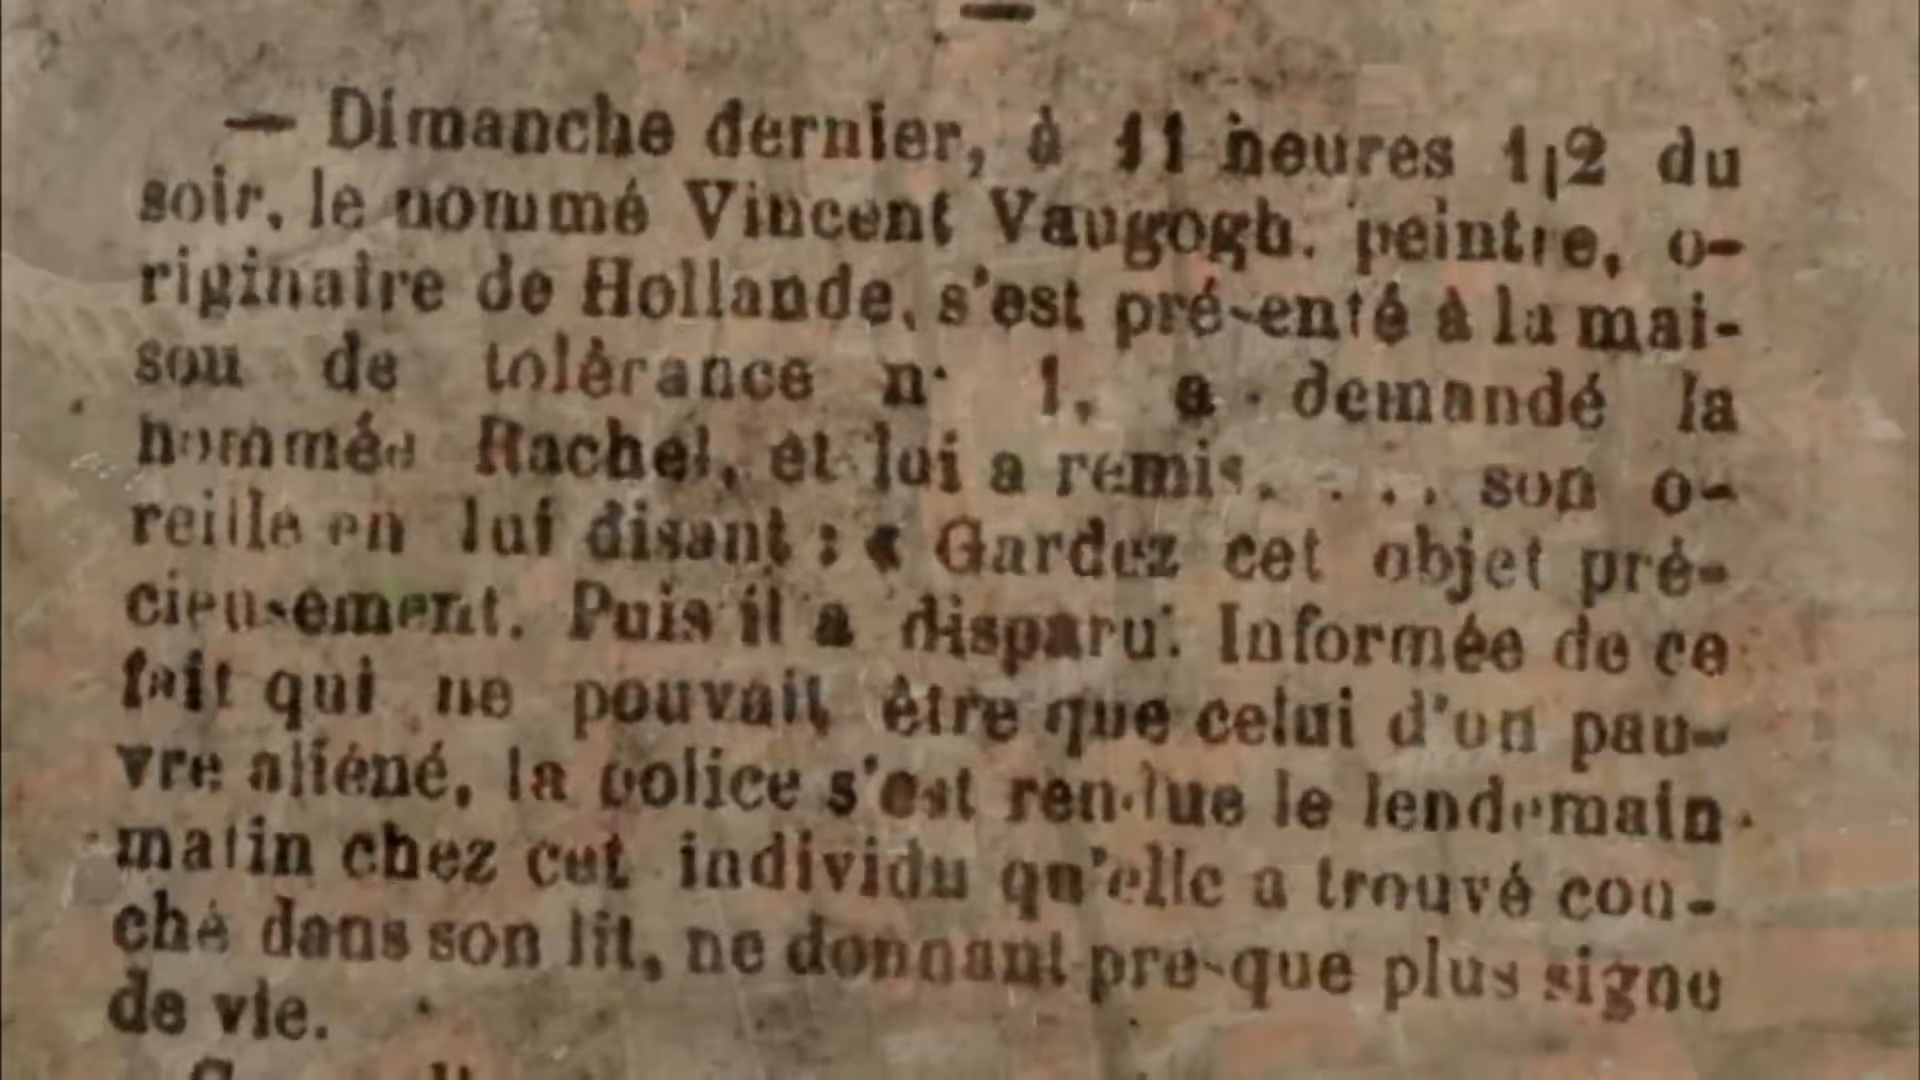 — Dimanche dernier, à 11 heures 1|2 du
soir, le nommé Vincent Vaugogh, peintre, o-
riginaire de Hollande, s'est présenté à la mai-
son de tolérance n° 1, a demandé la
nommée Rachel, et lui a remis. . . . . son o-
reille en lui disant : « Gardez cet objet pré-
cieusement. Puis il a disparu. Informée de ce
fait qui ne pouvait être que celui d'un pau-
vre aliéné, la police s'est rendue le lendemain
matin chez cet individu qu'elle a trouvé cou-
ché dans son lit, ne donnant presque plus signe
de vie.